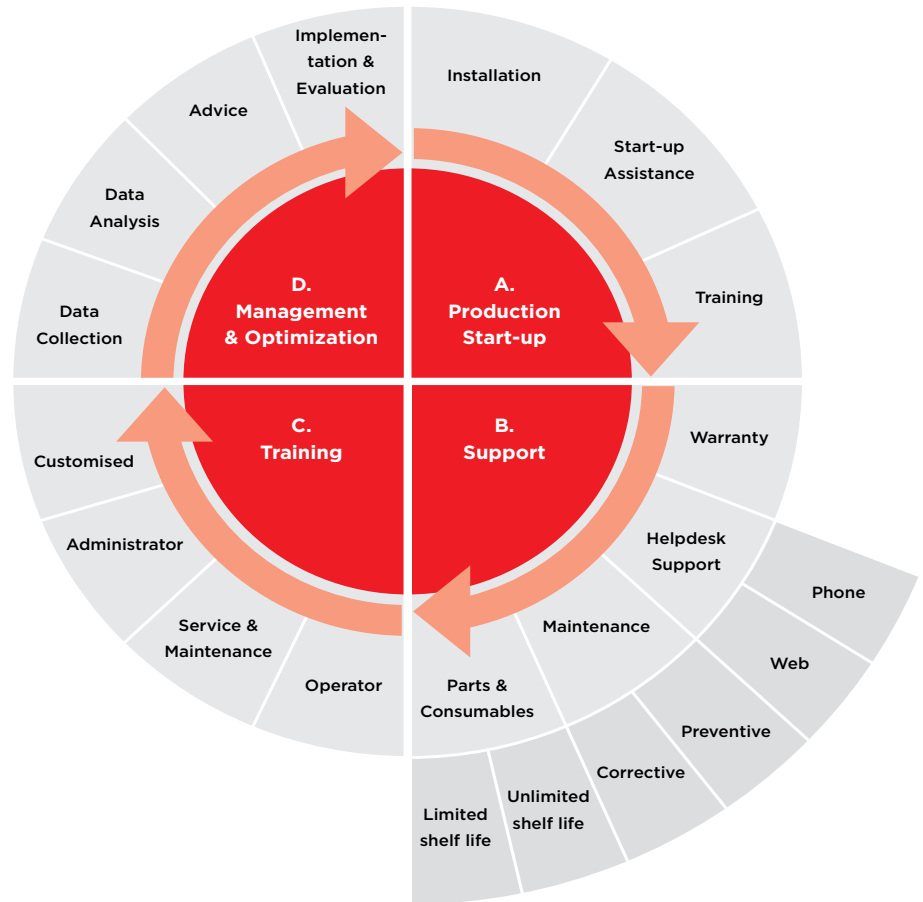 A.
Production
Start-up
Installation
Start-up
Assistance
Training
B.
Support
Warranty
Helpdesk
Support
Phone
Web
Maintenance
Preventive
Corrective
Parts &
Consumables
Unlimited
shelf life
Limited
shelf life
C.
Training
Operator
Service &
Maintenance
Administrator
Customised
D.
Management
& Optimization
Data
Collection
Data
Analysis
Advice
Implemen-
tation &
Evaluation